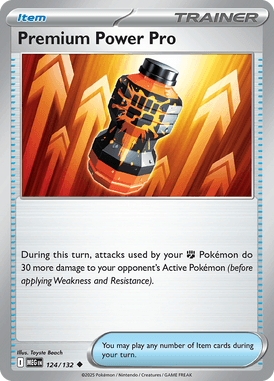 Item
TRAINER
Premium Power Pro
During this turn, attacks used by your Pokémon do
30 more damage to your opponent's Active Pokémon (before
applying Weakness and Resistance).
Illus. Toyste Beach
I MEG EN 124/132
You may play any number of Item cards during
your turn.
©2025 Pokémon / Nintendo / Creatures / GAME FREAK